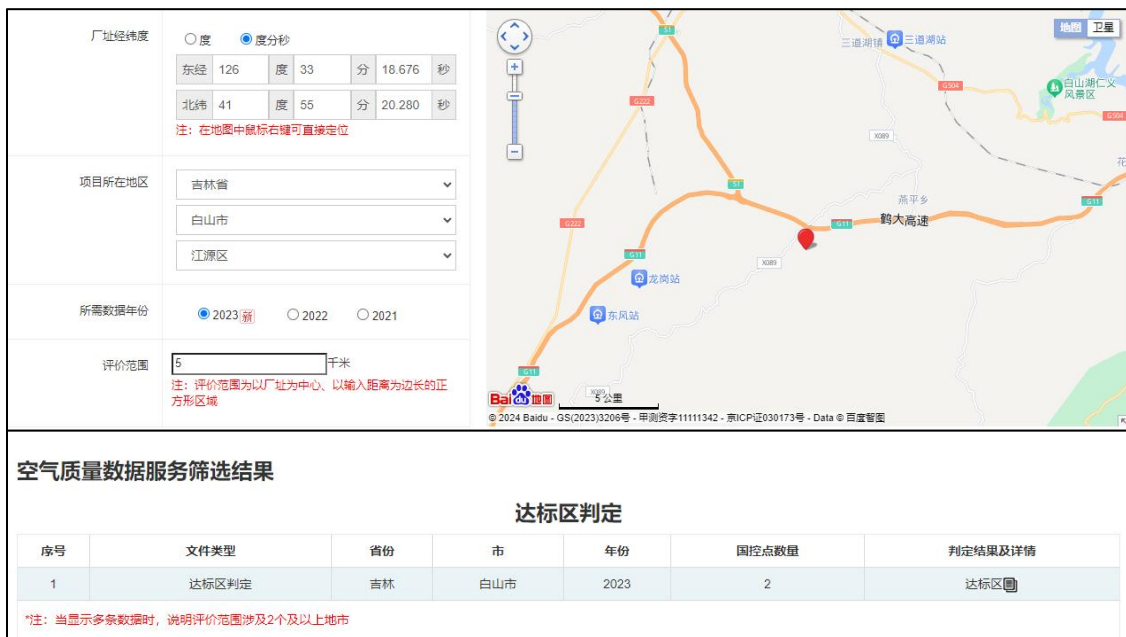 厂址经纬度
度 度分秒
东经 126 度 33 分 18.676 秒
北纬 41 度 55 分 20.280 秒
注：在地图中鼠标右键可直接定位
项目所在地区
吉林省
白山市
江源区
所需数据年份
2023 新 2022 2021
评价范围
5 千米
注：评价范围为以厂址为中心、以输入距离为边长的正
方形区域
地图 卫星
S1
三道湖镇 三道湖站
白山湖仁义
风景区
G504
G222
G504
X089
花
S1
燕平乡
G11
G222
G11
鹤大高速
G11
X089
龙岗站
东风站
G11
X089
Bai 地图
5 公里
© 2024 Baidu - GS(2023)3206号 - 甲测资字11111342 - 京ICP证030173号 - Data © 百度智图
空气质量数据服务筛选结果
达标区判定
序号 文件类型 省份 市 年份 国控点数量 判定结果及详情
1 达标区判定 吉林 白山市 2023 2 达标区
*注：当显示多条数据时，说明评价范围涉及2个及以上地市